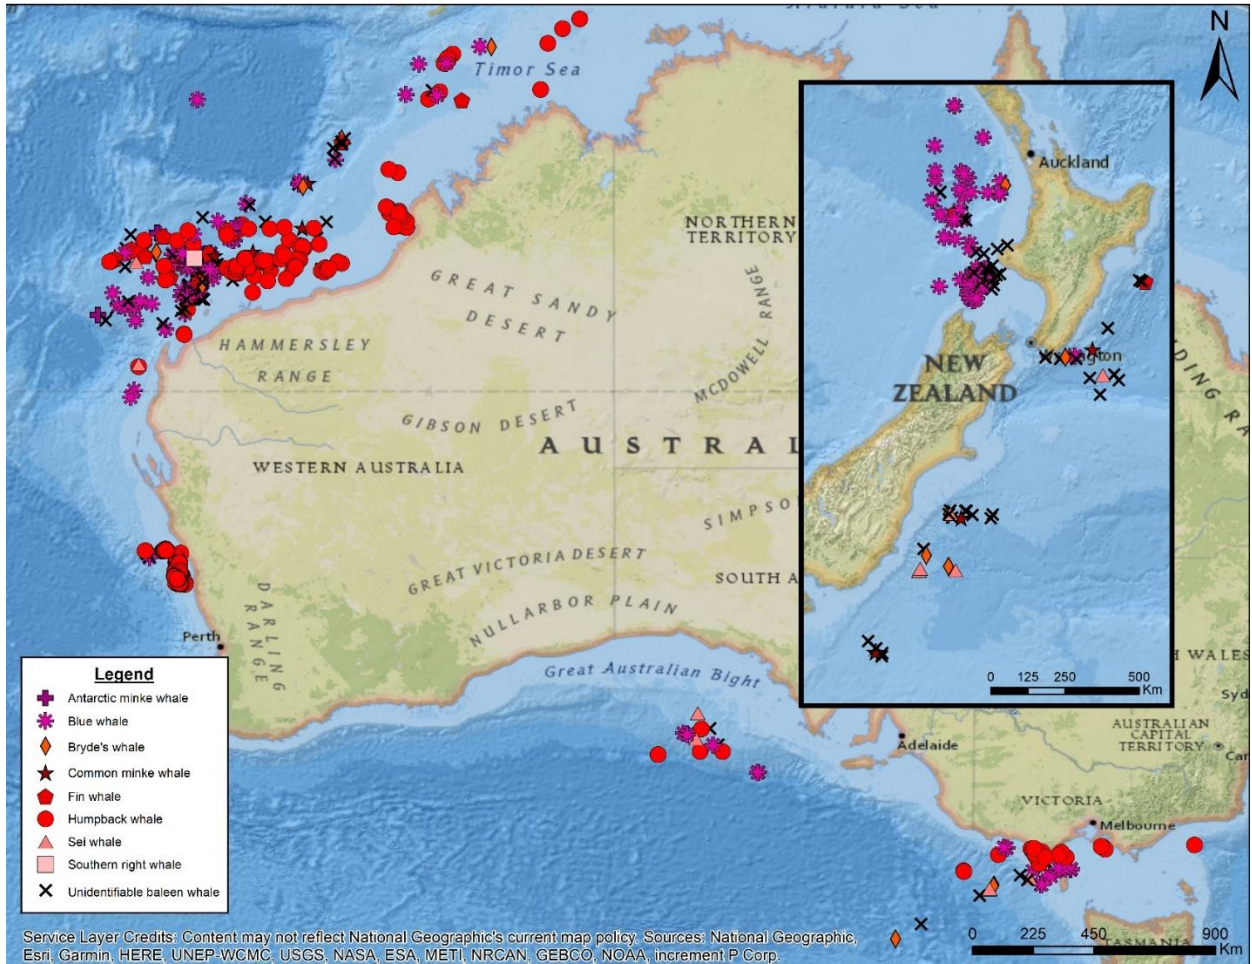 N
Timor Sea
Auckland
NORTHERN
TERRITORY
GREAT SANDY
DESERT
MCDOWELL RANGE
HAMMERSLEY
RANGE
NEW
ZEALAND
GIBSON DESERT
AUSTRAL
WESTERN AUSTRALIA
SIMPSO
GREAT VICTORIA DESERT
SOUTH A
NULLARBOR PLAIN
DARLING
RANGE
Perth
Great Australian Bight
0 125 250 500
Km
H WALES
Syd
Adelaide
AUSTRALIAN
CAPITAL
TERRITORY
Can
VICTORIA
Melbourne
Legend
Antarctic minke whale
Blue whale
Bryde's whale
Common minke whale
Fin whale
Humpback whale
Sei whale
Southern right whale
Unidentifiable baleen whale
Service Layer Credits: Content may not reflect National Geographic's current map policy. Sources: National Geographic,
Esri, Garmin, HERE, UNEP-WCMC, USGS, NASA, ESA, METI, NRCAN, GEBCO, NOAA, increment P Corp.
0 225 450 900
Km
TASMANIA